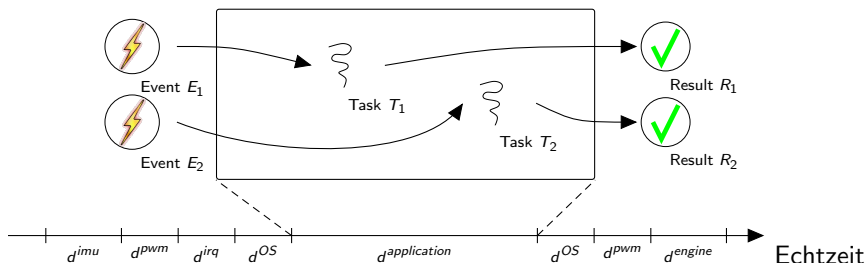 Event E₁
Task T₁
Result R₁
Event E₂
Task T₂
Result R₂
d^imu d^pwm d^irq d^OS d^application d^OS d^pwm d^engine
Echtzeit